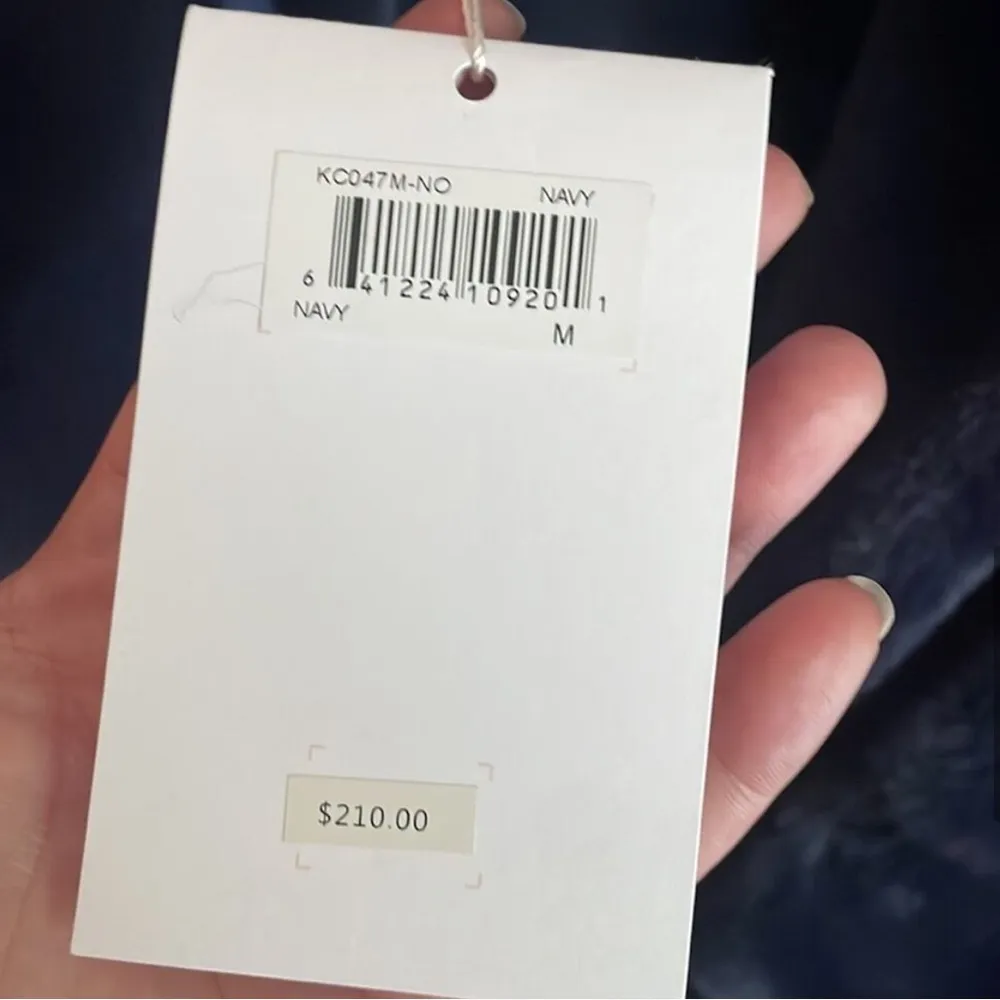 KC047M-NO NAVY
6 41224 10920 1
NAVY M
$210.00